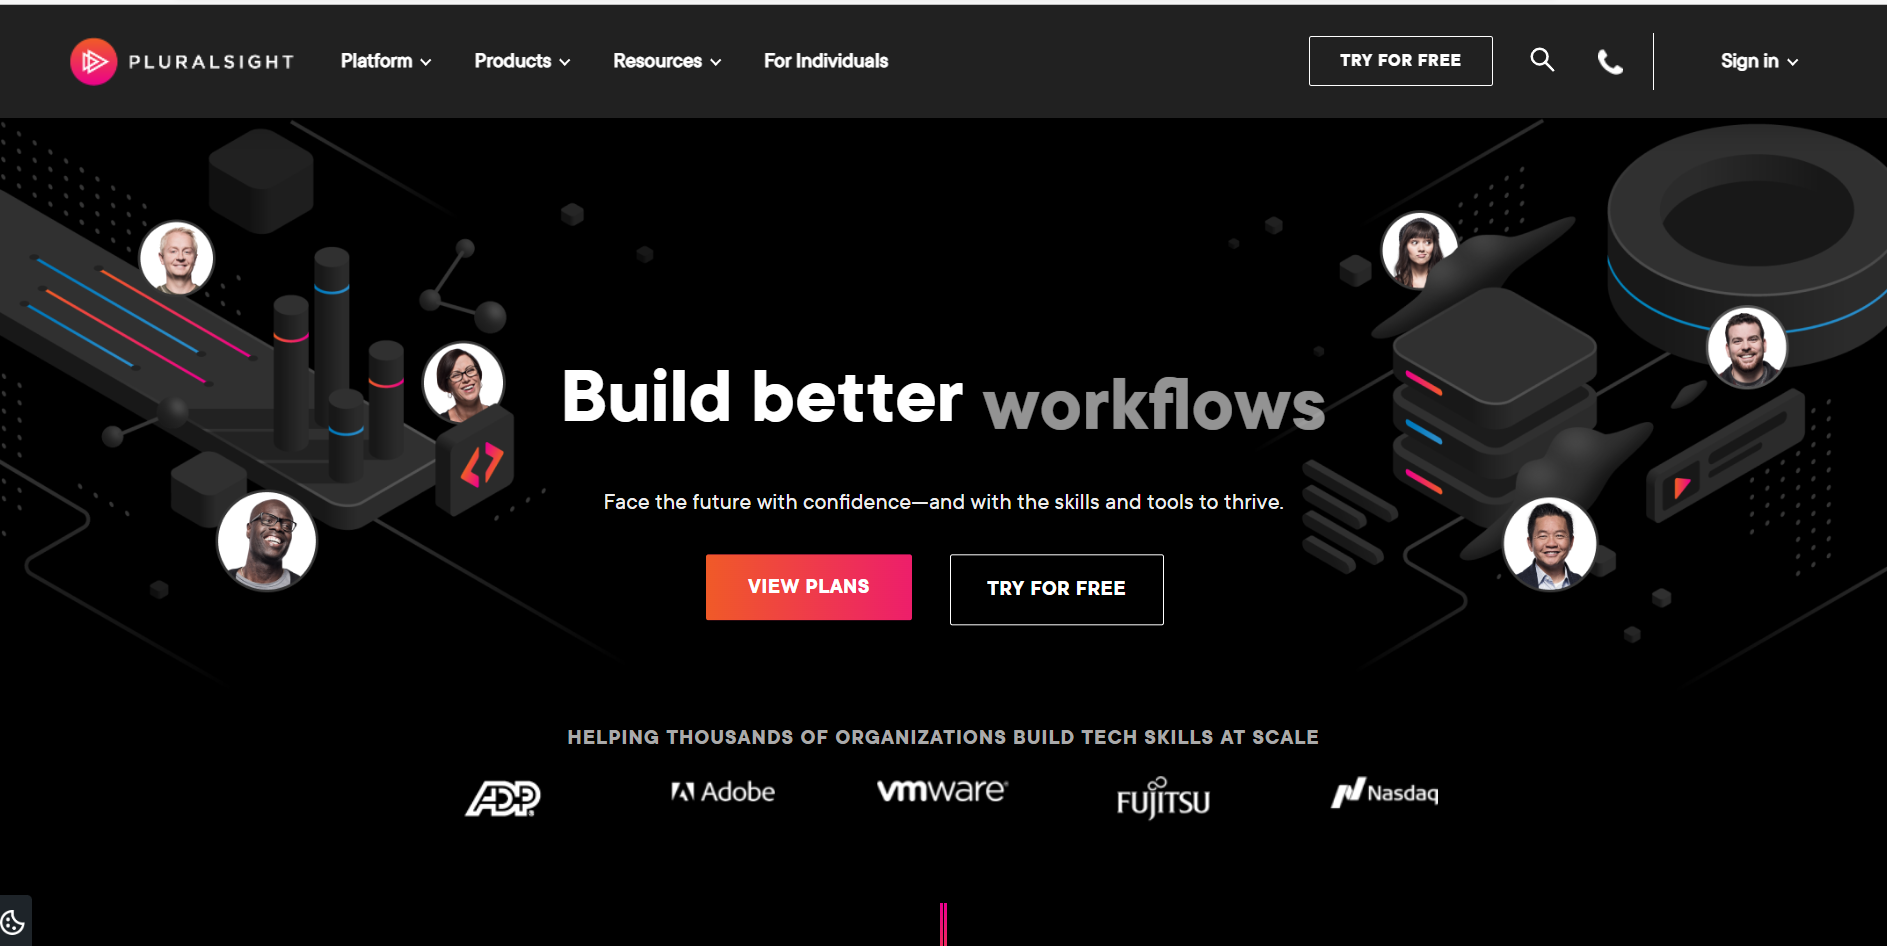 PLURALSIGHT
Platform
Products
Resources
For Individuals
TRY FOR FREE
Sign in
Build better workflows
Face the future with confidence—and with the skills and tools to thrive.
VIEW PLANS
TRY FOR FREE
HELPING THOUSANDS OF ORGANIZATIONS BUILD TECH SKILLS AT SCALE
ADP
Adobe
vmware
FUJITSU
Nasdaq